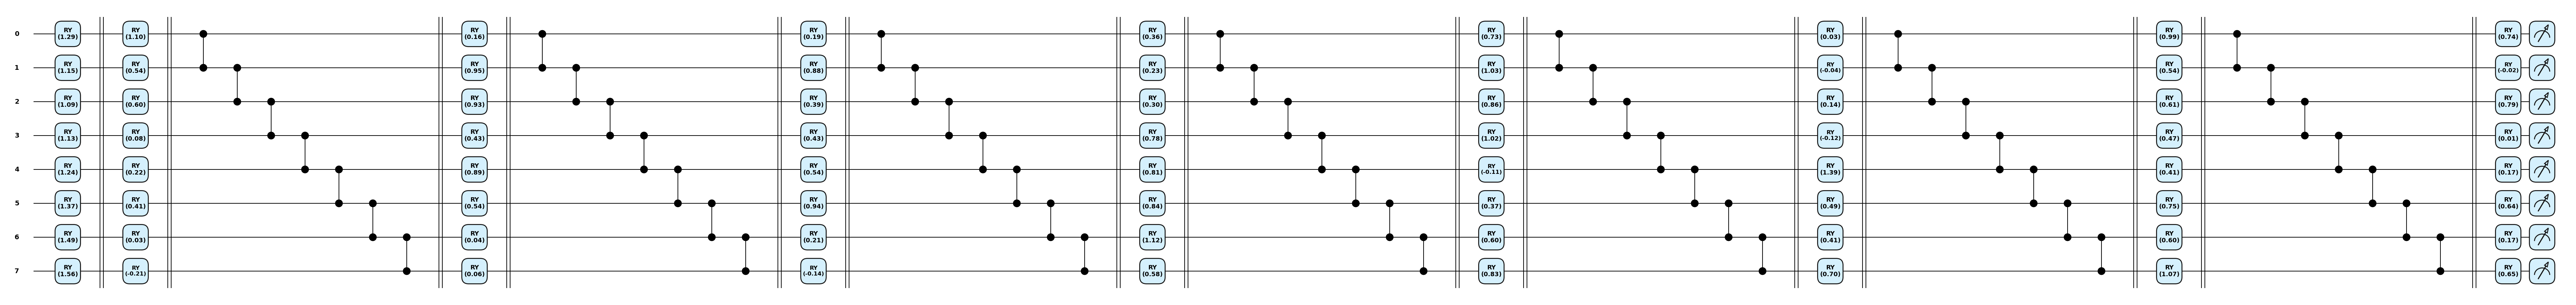 0 RY (1.29) RY (1.10) RY (0.16) RY (0.19) RY (0.36) RY (0.73) RY (0.03) RY (0.99) RY (0.74)
1 RY (1.15) RY (0.54) RY (0.95) RY (0.88) RY (0.23) RY (1.03) RY (-0.04) RY (0.54) RY (-0.02)
2 RY (1.09) RY (0.60) RY (0.93) RY (0.39) RY (0.30) RY (0.86) RY (0.14) RY (0.61) RY (0.79)
3 RY (1.13) RY (0.08) RY (0.43) RY (0.43) RY (0.78) RY (1.02) RY (-0.12) RY (0.47) RY (0.01)
4 RY (1.24) RY (0.22) RY (0.89) RY (0.54) RY (0.81) RY (-0.11) RY (1.39) RY (0.41) RY (0.17)
5 RY (1.37) RY (0.41) RY (0.54) RY (0.94) RY (0.84) RY (0.37) RY (0.49) RY (0.75) RY (0.64)
6 RY (1.49) RY (0.03) RY (0.04) RY (0.21) RY (1.12) RY (0.60) RY (0.41) RY (0.60) RY (0.17)
7 RY (1.56) RY (-0.21) RY (0.06) RY (-0.14) RY (0.58) RY (0.83) RY (0.70) RY (1.07) RY (0.65)